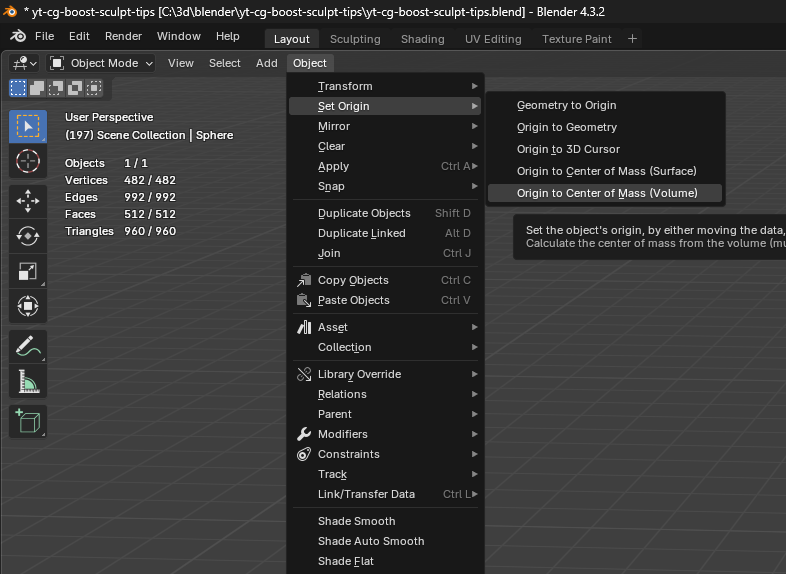 * yt-cg-boost-sculpt-tips [C:\3d\blender\yt-cg-boost-sculpt-tips\yt-cg-boost-sculpt-tips.blend] - Blender 4.3.2
File Edit Render Window Help Layout Sculpting Shading UV Editing Texture Paint +
Object Mode View Select Add Object
User Perspective
(197) Scene Collection | Sphere
Objects 1 / 1
Vertices 482 / 482
Edges 992 / 992
Faces 512 / 512
Triangles 960 / 960
Transform
Set Origin
Mirror
Clear
Apply Ctrl A
Snap
Duplicate Objects Shift D
Duplicate Linked Alt D
Join Ctrl J
Copy Objects Ctrl C
Paste Objects Ctrl V
Asset
Collection
Library Override
Relations
Parent
Modifiers
Constraints
Track
Link/Transfer Data Ctrl L
Shade Smooth
Shade Auto Smooth
Shade Flat
Geometry to Origin
Origin to Geometry
Origin to 3D Cursor
Origin to Center of Mass (Surface)
Origin to Center of Mass (Volume)
Set the object's origin, by either moving the data,
Calculate the center of mass from the volume